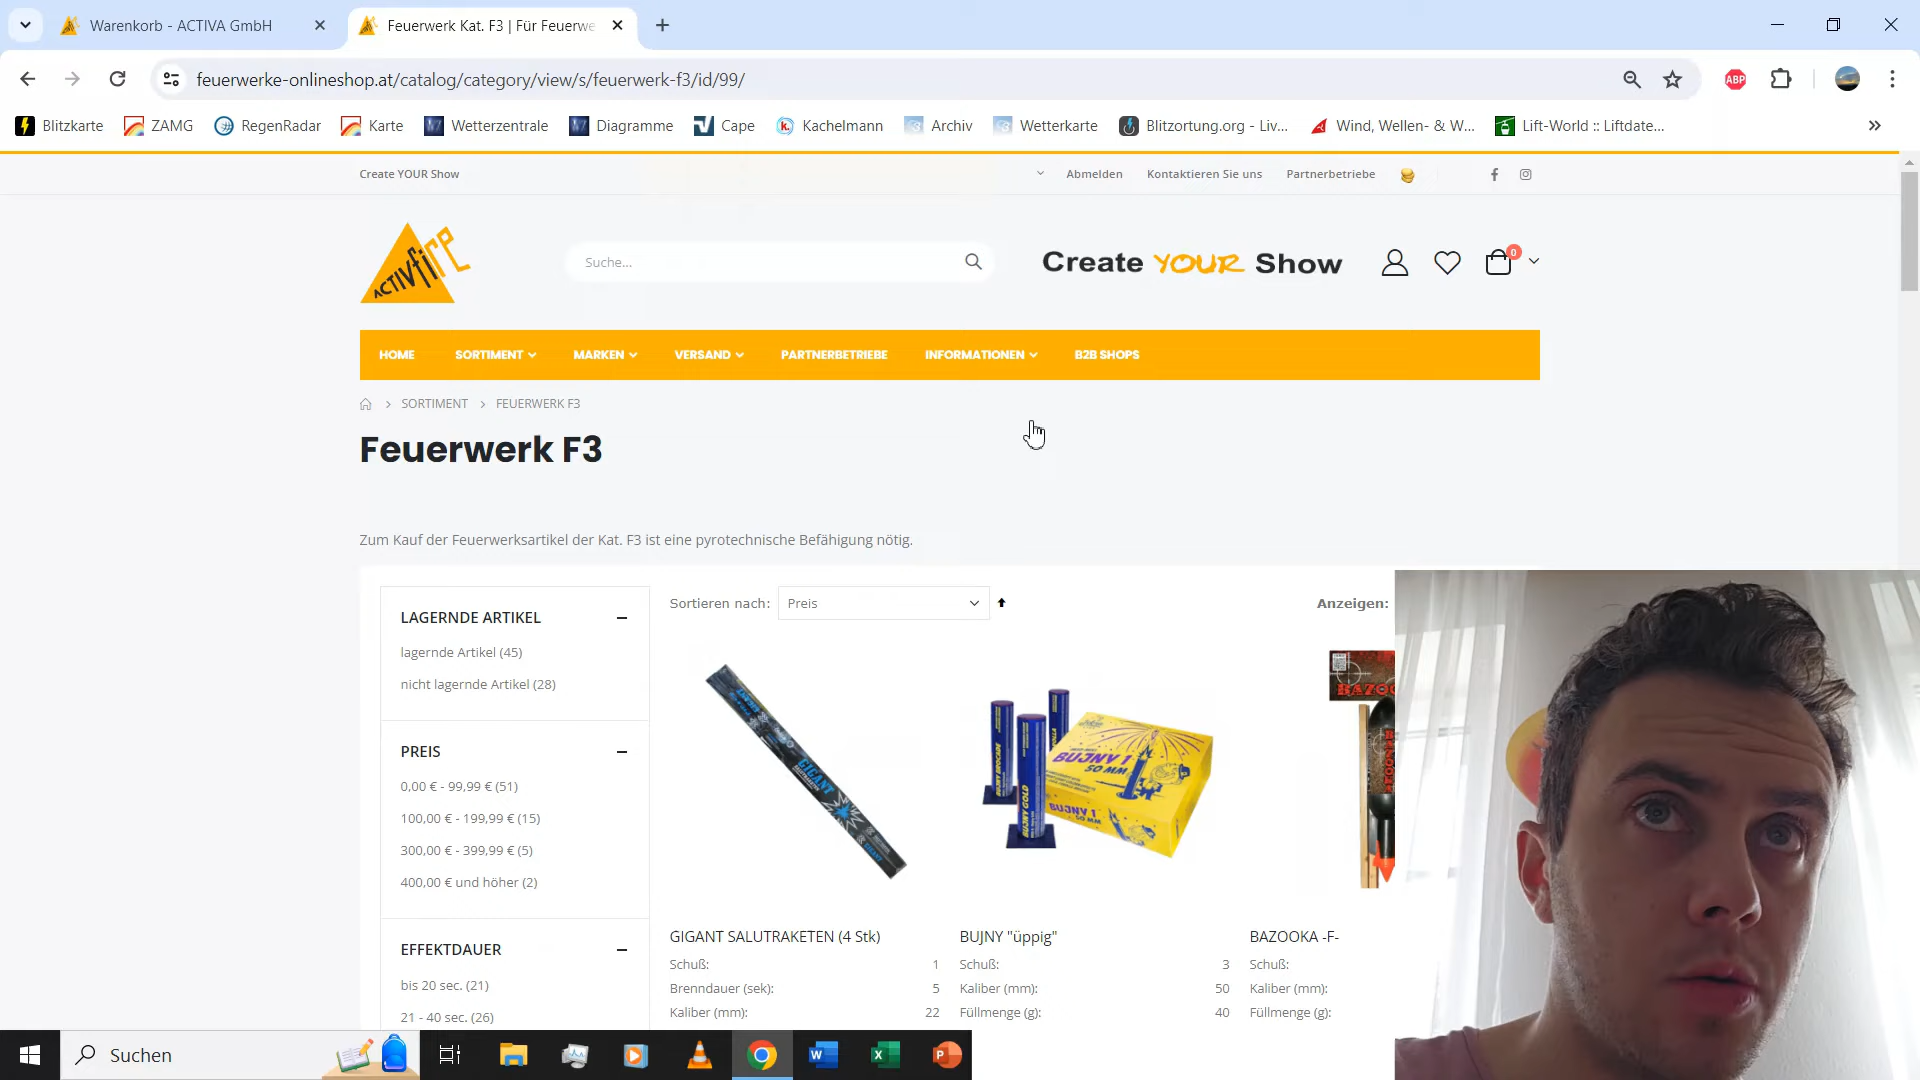 Warenkorb - ACTIVA GmbH
Feuerwerk Kat. F3 | Für Feuerwe
feuerwerke-onlineshop.at/catalog/category/view/s/feuerwerk-f3/id/99/
ABP
Blitzkarte
ZAMG
RegenRadar
Karte
Wetterzentrale
Diagramme
Cape
Kachelmann
Archiv
Wetterkarte
Blitzortung.org - Liv...
Wind, Wellen- & W...
Lift-World :: Liftdate...
Create YOUR Show
Abmelden
Kontaktieren Sie uns
Partnerbetriebe
ACTIVfire
Suche...
Create YOUR Show
0
HOME
SORTIMENT
MARKEN
VERSAND
PARTNERBETRIEBE
INFORMATIONEN
B2B SHOPS
SORTIMENT > FEUERWERK F3
Feuerwerk F3
Zum Kauf der Feuerwerksartikel der Kat. F3 ist eine pyrotechnische Befähigung nötig.
LAGERNDE ARTIKEL
lagernde Artikel (45)
nicht lagernde Artikel (28)
PREIS
0,00 € - 99,99 € (51)
100,00 € - 199,99 € (15)
300,00 € - 399,99 € (5)
400,00 € und höher (2)
EFFEKTDAUER
bis 20 sec. (21)
21 - 40 sec. (26)
Sortieren nach:
Preis
Anzeigen:
GIGANT
BUJNY 1
50 MM
BUJNY GOLD
GIGANT SALUTRAKETEN (4 Stk)
Schuß: 1
Brenndauer (sek): 5
Kaliber (mm): 22
BUJNY "üppig"
Schuß: 3
Kaliber (mm): 50
Füllmenge (g): 40
BAZOOKA -F-
Schuß:
Kaliber (mm):
Füllmenge (g):
Suchen